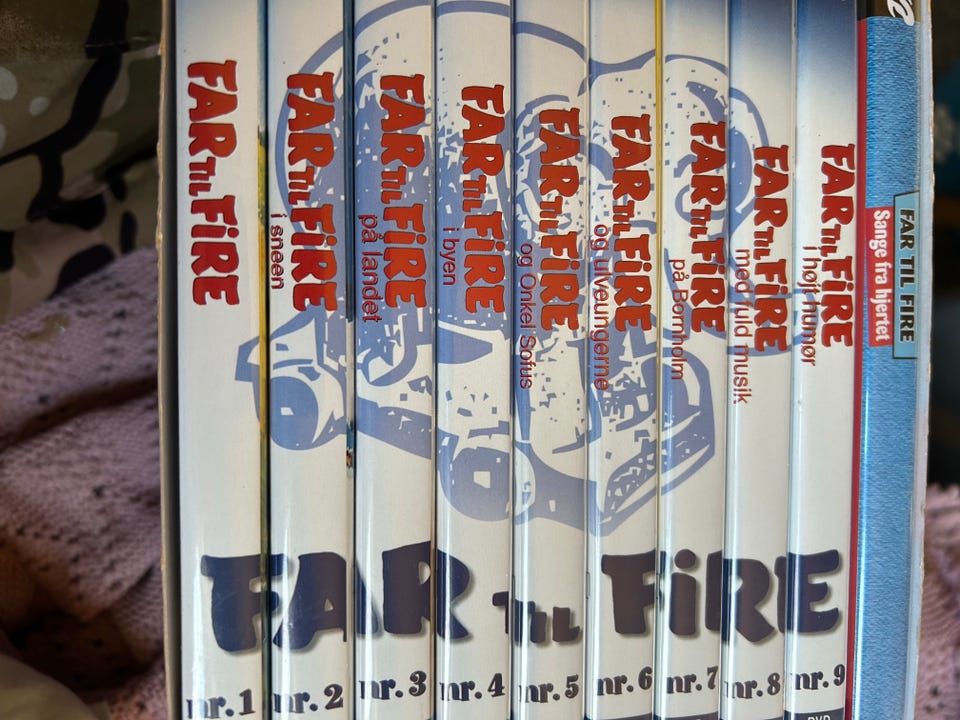 FAR TIL FIRE
FAR TIL FIRE
i sneen
FAR TIL FIRE
på landet
FAR TIL FIRE
i byen
FAR TIL FIRE
og Onkel Sofus
FAR TIL FIRE
og ulveungerne
FAR TIL FIRE
på Bornholm
FAR TIL FIRE
med fuld musik
FAR TIL FIRE
i højt humør
FAR TIL FIRE
Sange fra hjertet
FAR TIL FIRE
nr. 1
nr. 2
nr. 3
nr. 4
nr. 5
nr. 6
nr. 7
nr. 8
nr. 9
DVD